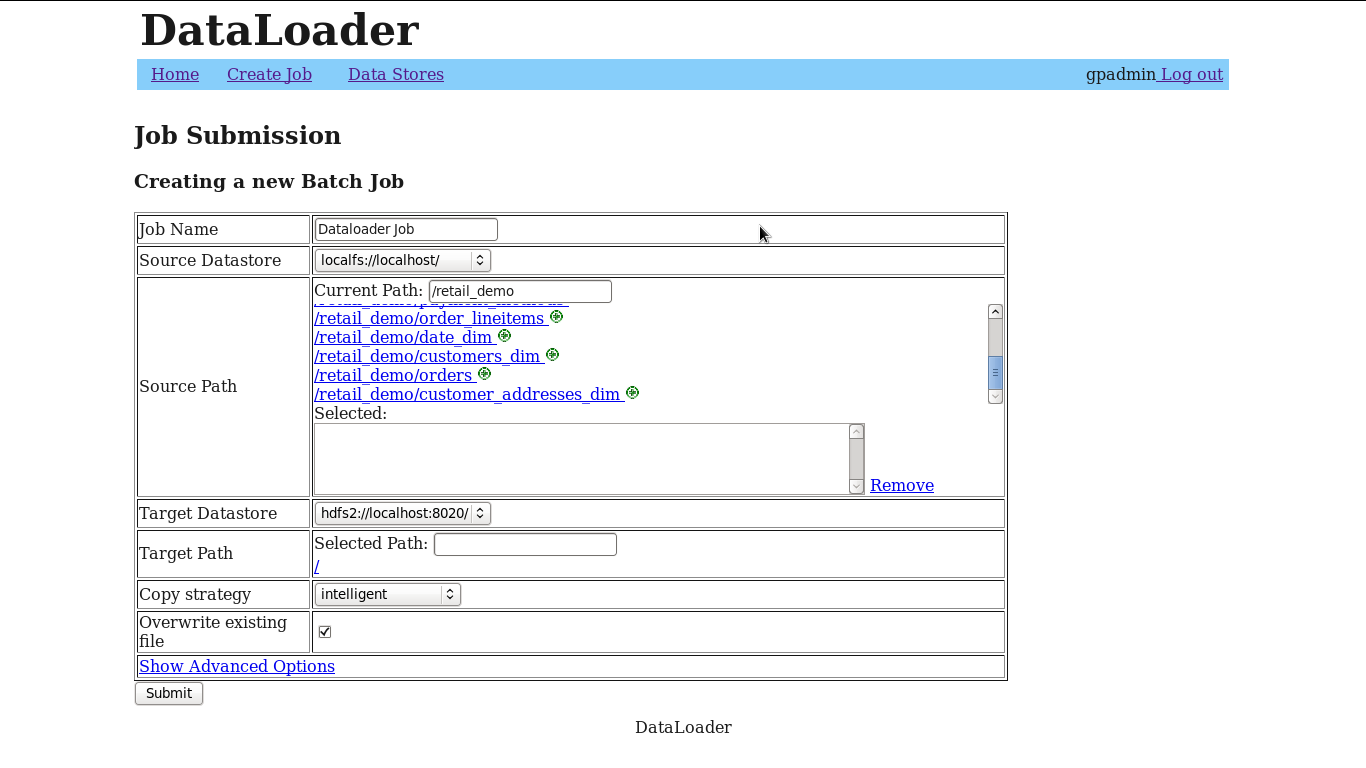 DataLoader
Home Create Job Data Stores gpadmin Log out
Job Submission
Creating a new Batch Job
Job Name Dataloader Job
Source Datastore localfs://localhost/
Current Path: /retail_demo
/retail_demo/payment_methods
/retail_demo/order_lineitems
/retail_demo/date_dim
/retail_demo/customers_dim
/retail_demo/orders
Source Path
/retail_demo/customer_addresses_dim
Selected:
Remove
Target Datastore hdfs2://localhost:8020/
Target Path Selected Path:
/
Copy strategy intelligent
Overwrite existing
file
Show Advanced Options
Submit
DataLoader